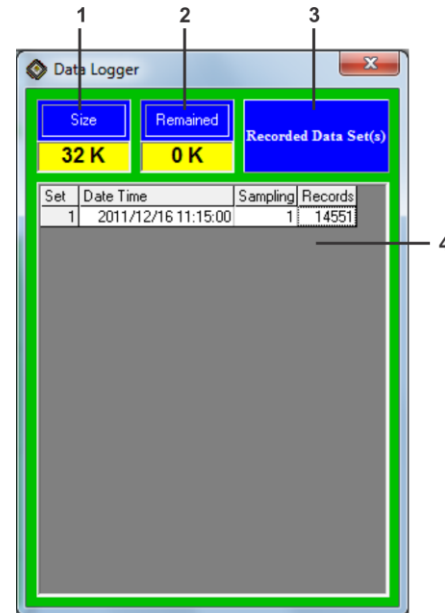 1 2 3
Data Logger
Size Remained
Recorded Data Set(s)
32 K 0 K
Set Date Time Sampling Records
1 2011/12/16 11:15:00 1 14551
4